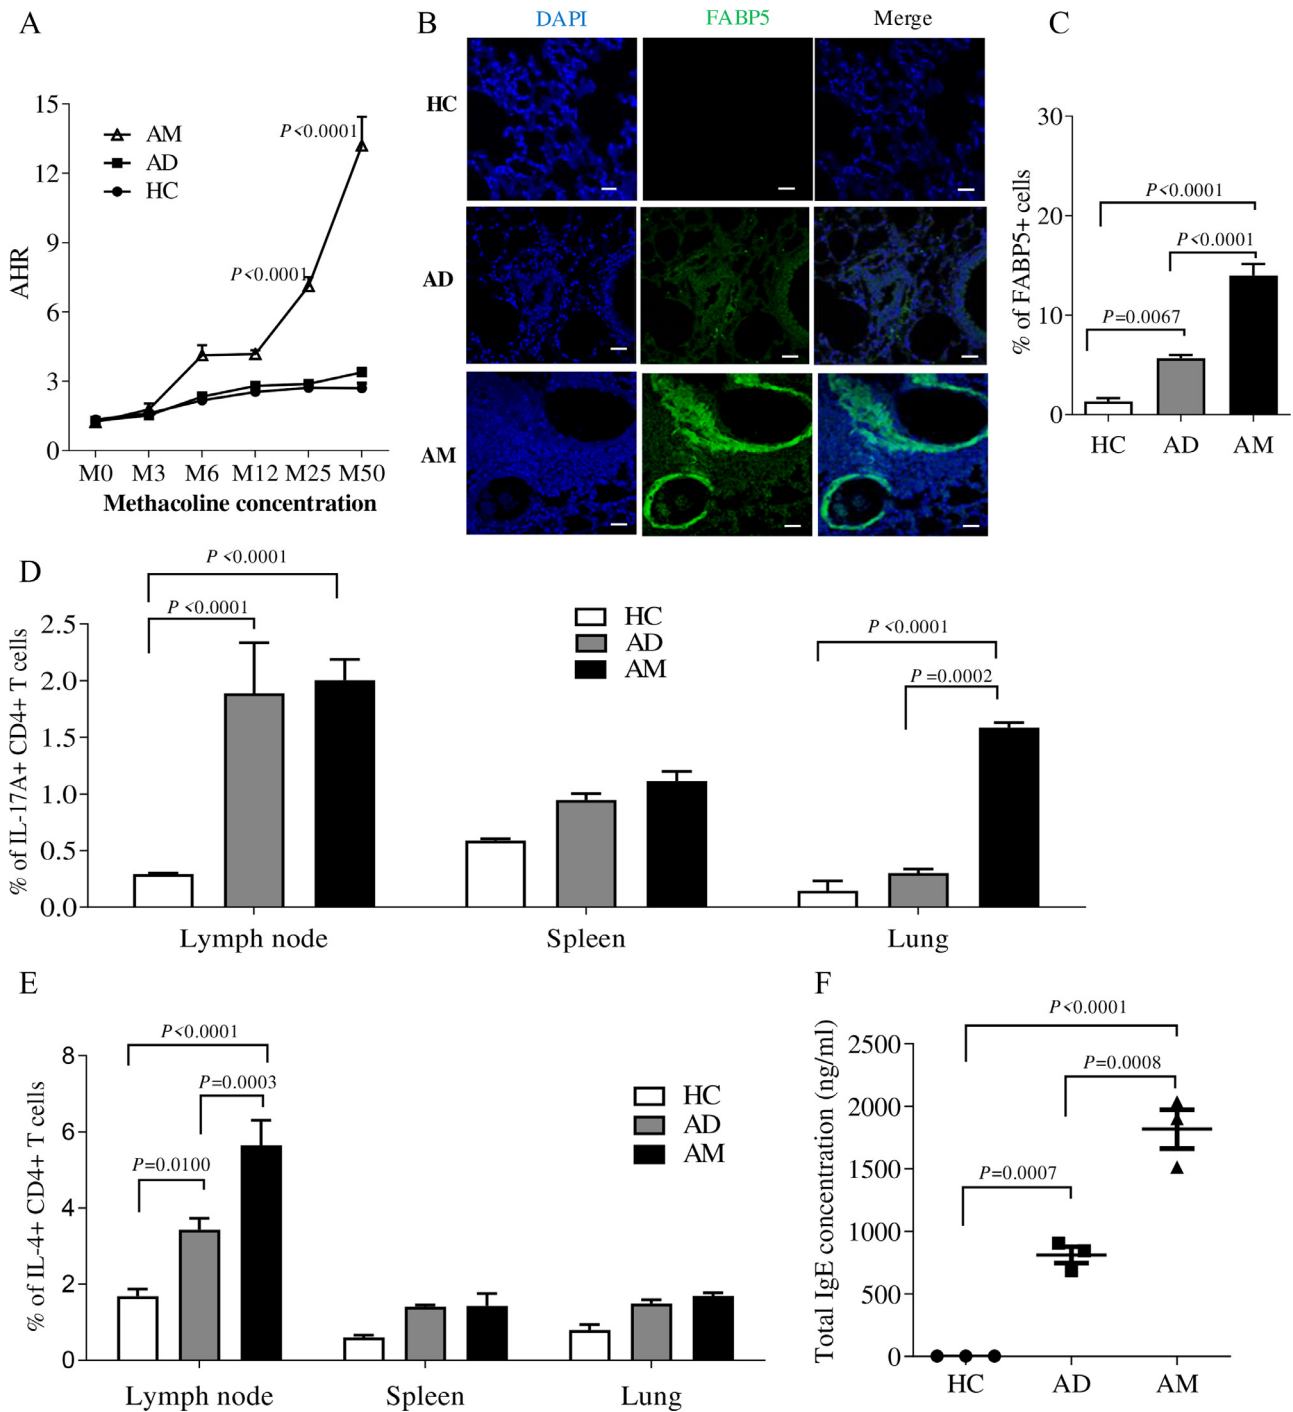 A
15
12
9
6
3
0
AHR
AM
AD
HC
P<0.0001
P<0.0001
M0 M3 M6 M12 M25 M50
Methacoline concentration
B
DAPI FABP5 Merge
HC
AD
AM
C
30
20
10
0
% of FABP5+ cells
P<0.0001
P<0.0001
P=0.0067
HC AD AM
D
P <0.0001
P <0.0001
2.5
2.0
1.5
1.0
0.5
0.0
% of IL-17A+ CD4+ T cells
HC
AD
AM
P <0.0001
P =0.0002
Lymph node Spleen Lung
E
P<0.0001
P=0.0003
P=0.0100
8
6
4
2
0
% of IL-4+ CD4+ T cells
HC
AD
AM
Lymph node Spleen Lung
F
P<0.0001
P=0.0008
P=0.0007
2500
2000
1500
1000
500
0
Total IgE concentration (ng/ml)
HC AD AM